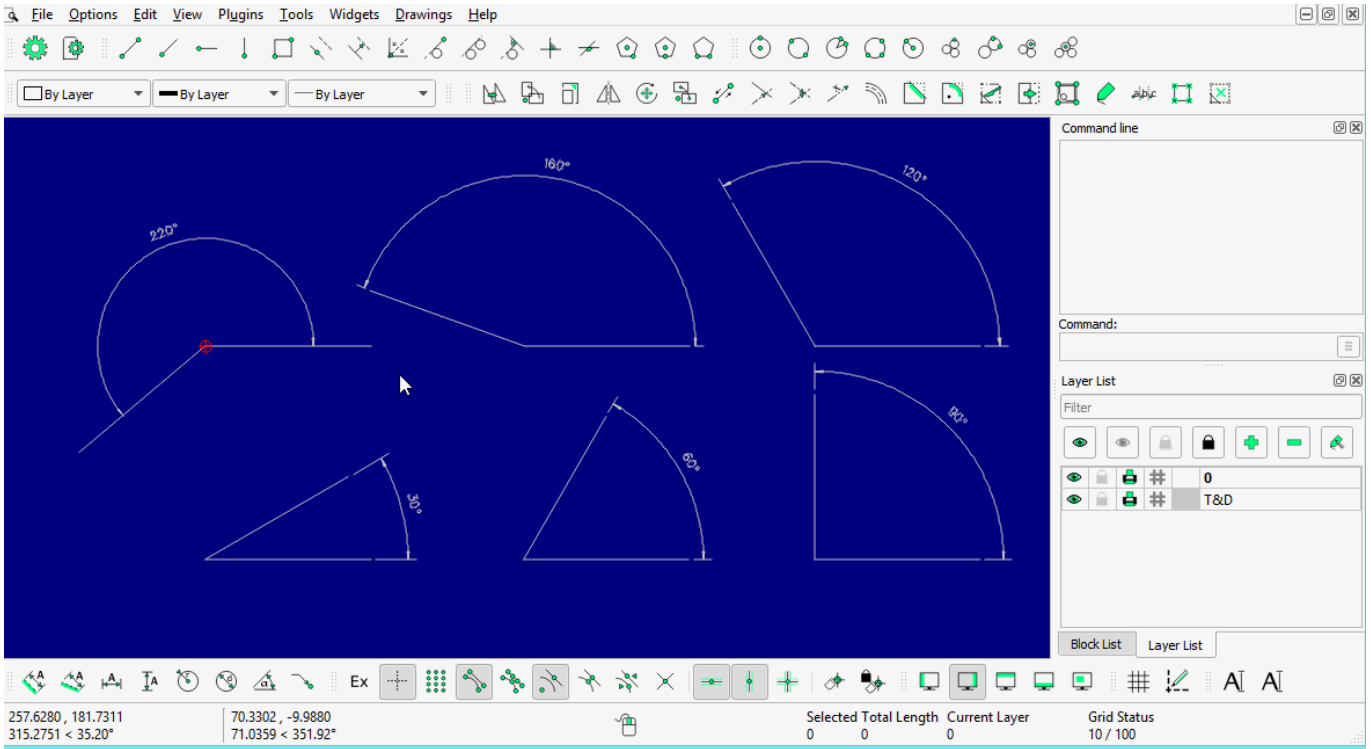 File Options Edit View Plugins Tools Widgets Drawings Help
By Layer By Layer By Layer
Command line
160°
120°
220°
Command:
Layer List
Filter
90°
60°
30°
0
T&D
Block List Layer List
A A A A Ex A A
257.6280 , 181.7311 70.3302 , -9.9880 Selected Total Length Current Layer Grid Status
315.2751 < 35.20° 71.0359 < 351.92° 0 0 0 10 / 100